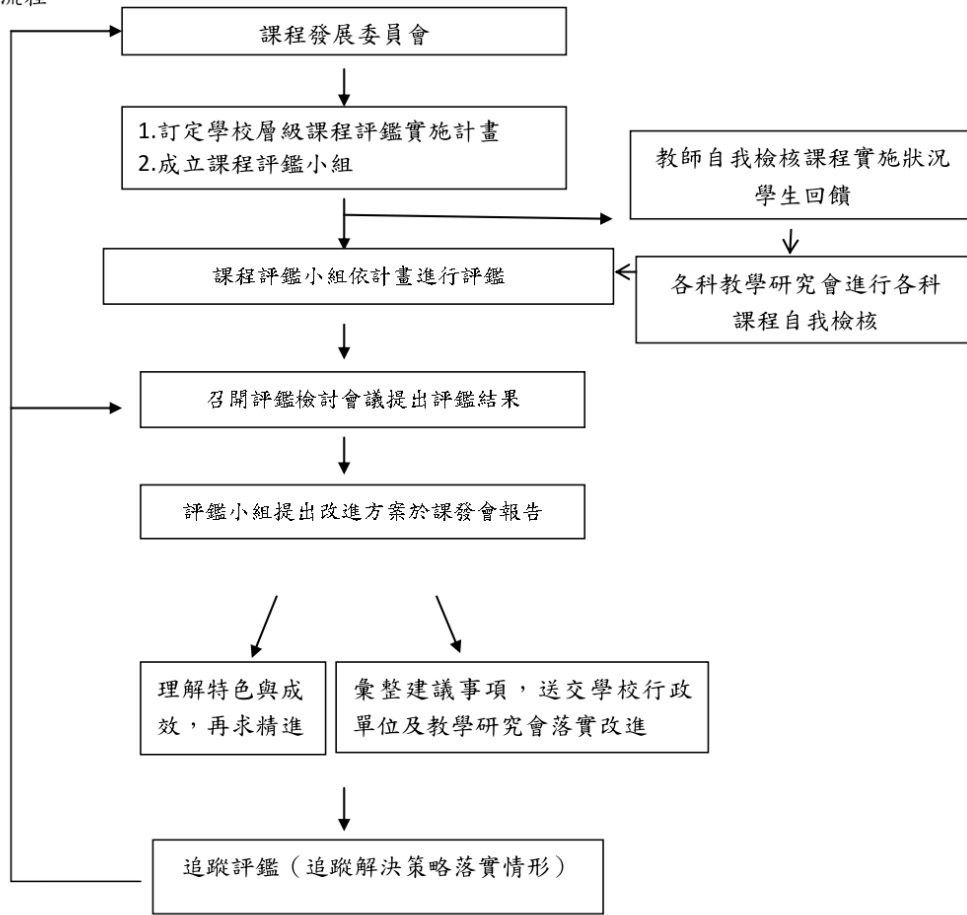 流程
課程發展委員會
1.訂定學校層級課程評鑑實施計畫
2.成立課程評鑑小組
教師自我檢核課程實施狀況
學生回饋
課程評鑑小組依計畫進行評鑑
各科教學研究會進行各科
課程自我檢核
召開評鑑檢討會議提出評鑑結果
評鑑小組提出改進方案於課發會報告
理解特色與成
效，再求精進
彙整建議事項，送交學校行政
單位及教學研究會落實改進
追蹤評鑑（追蹤解決策略落實情形）